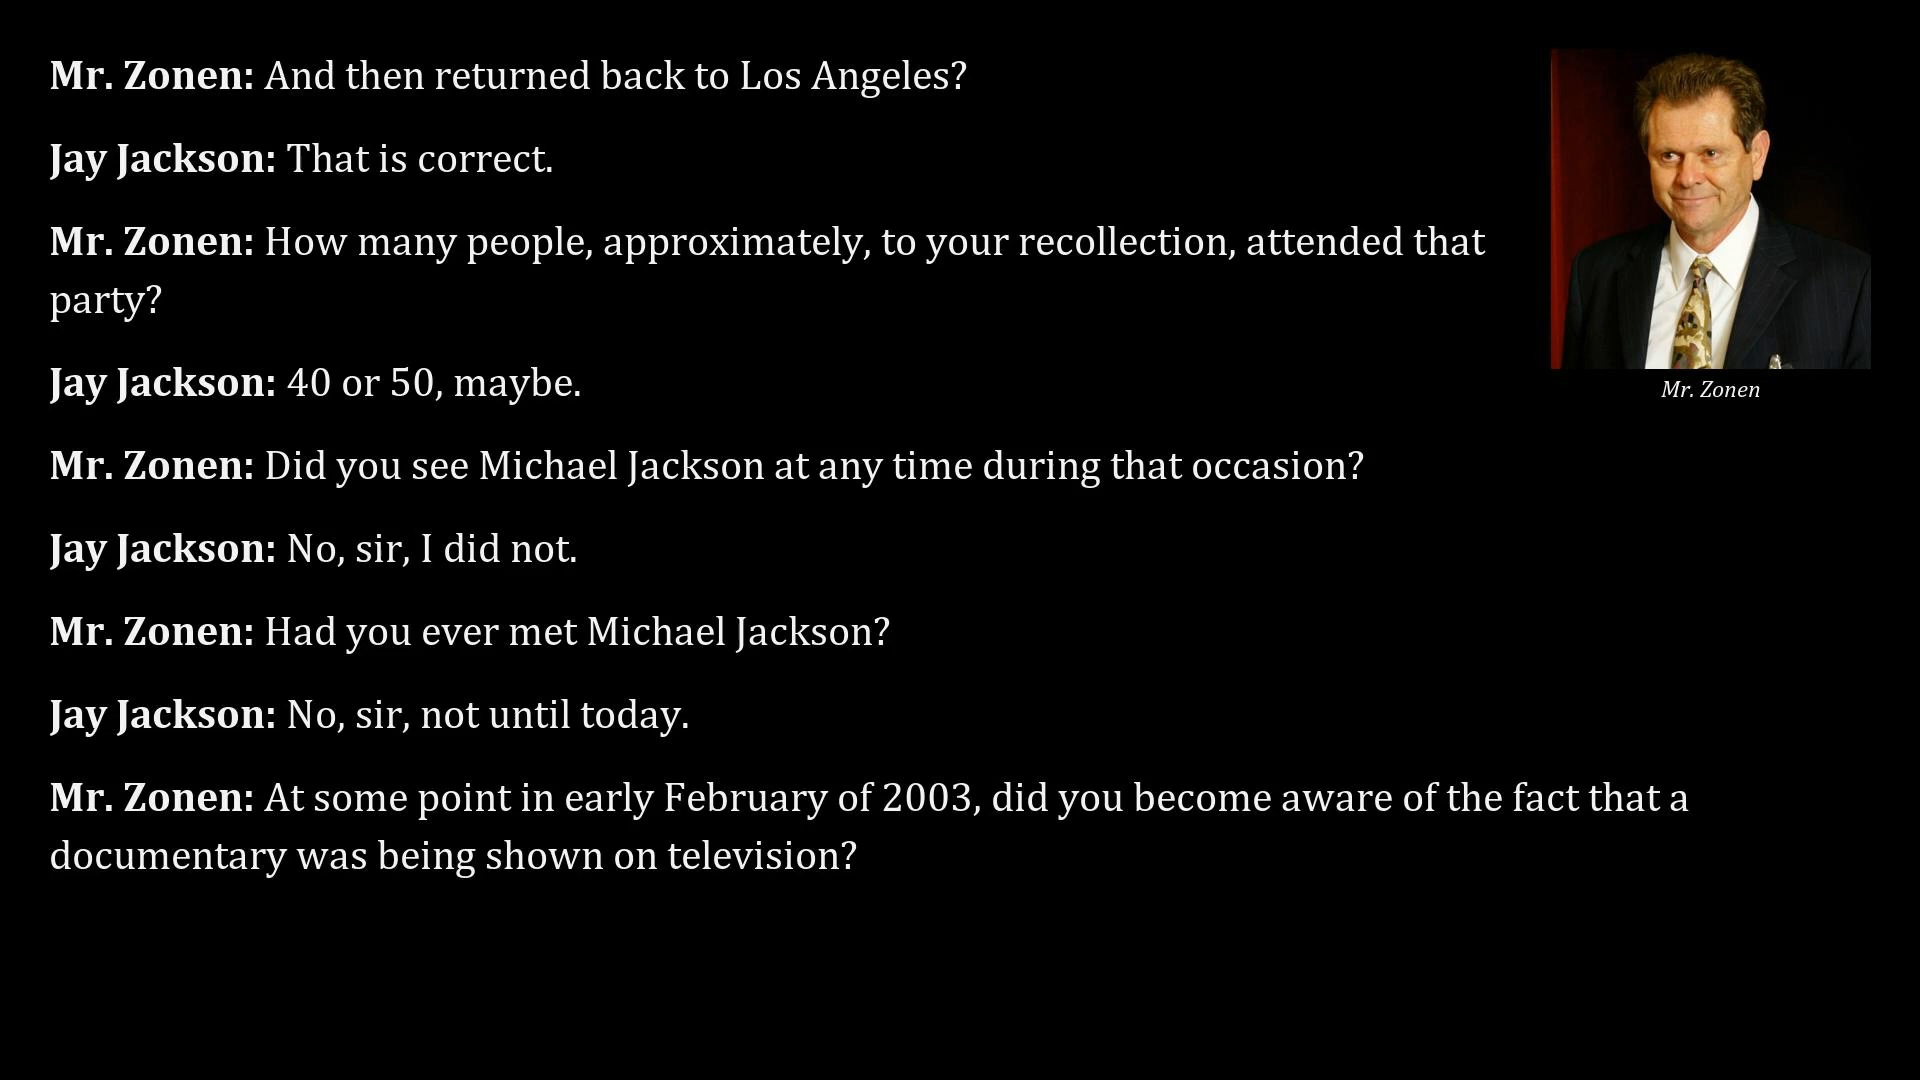 Mr. Zonen: And then returned back to Los Angeles?
Jay Jackson: That is correct.
Mr. Zonen: How many people, approximately, to your recollection, attended that
party?
Jay Jackson: 40 or 50, maybe.
Mr. Zonen: Did you see Michael Jackson at any time during that occasion?
Jay Jackson: No, sir, I did not.
Mr. Zonen: Had you ever met Michael Jackson?
Jay Jackson: No, sir, not until today.
Mr. Zonen: At some point in early February of 2003, did you become aware of the fact that a
documentary was being shown on television?
Mr. Zonen